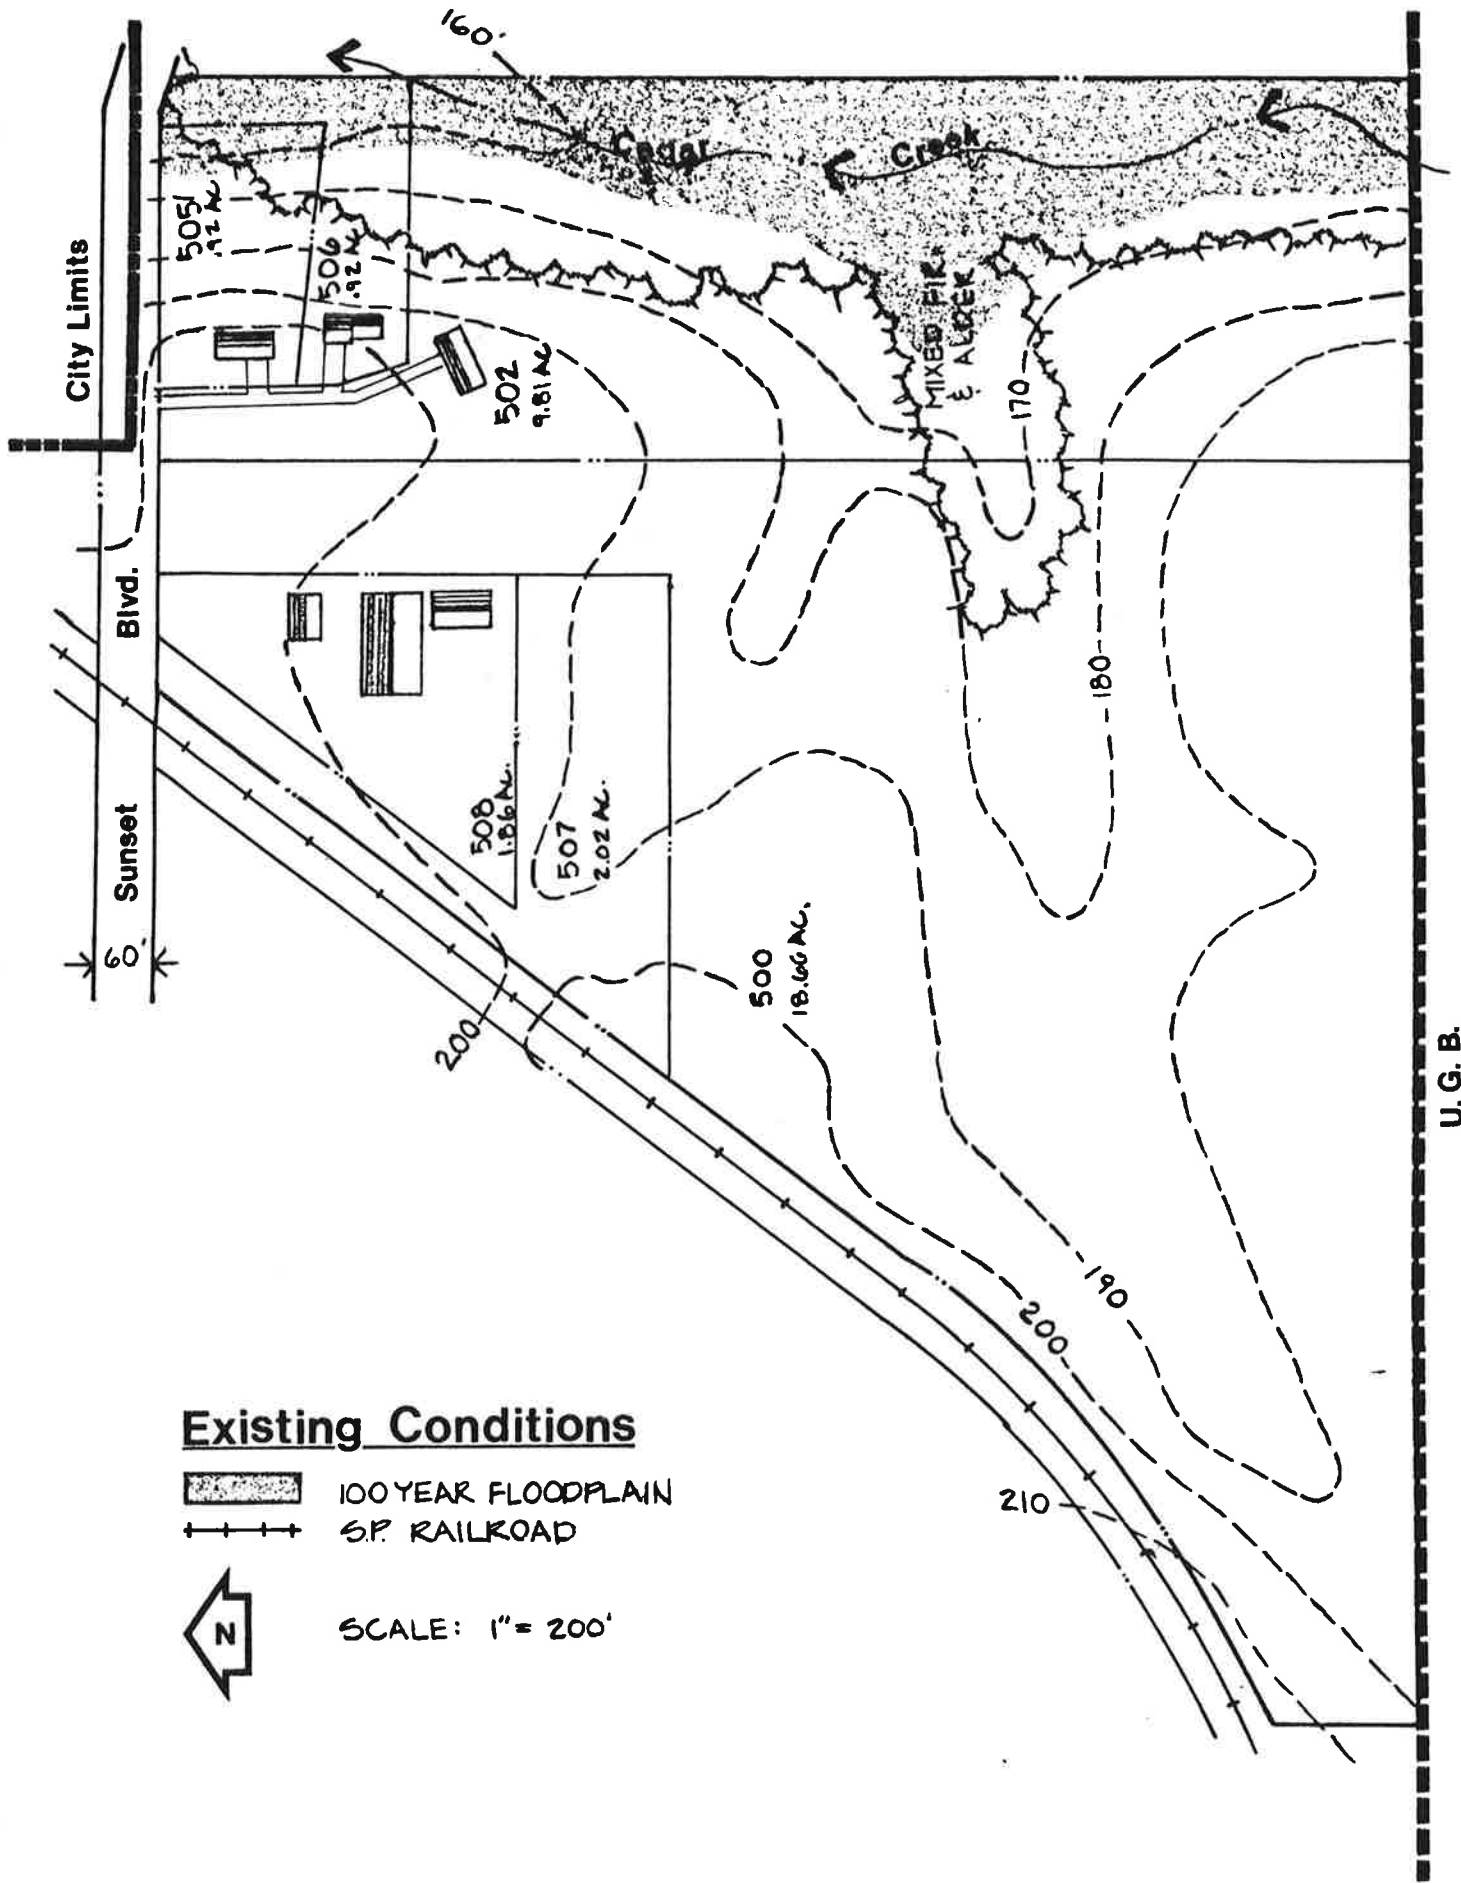 160'
City Limits
Cedar Creek
505
.92 AC
506
.92 AC
502
9.81 AC
MIXED FIR
& ALDER
170
Sunset Blvd.
180
508
1.86 AC.
507
2.02 AC.
60'
500
18.66 AC.
200
U.G.B.
190
200
Existing Conditions
100 YEAR FLOODPLAIN
S.P. RAILROAD
210
N
SCALE: 1" = 200'